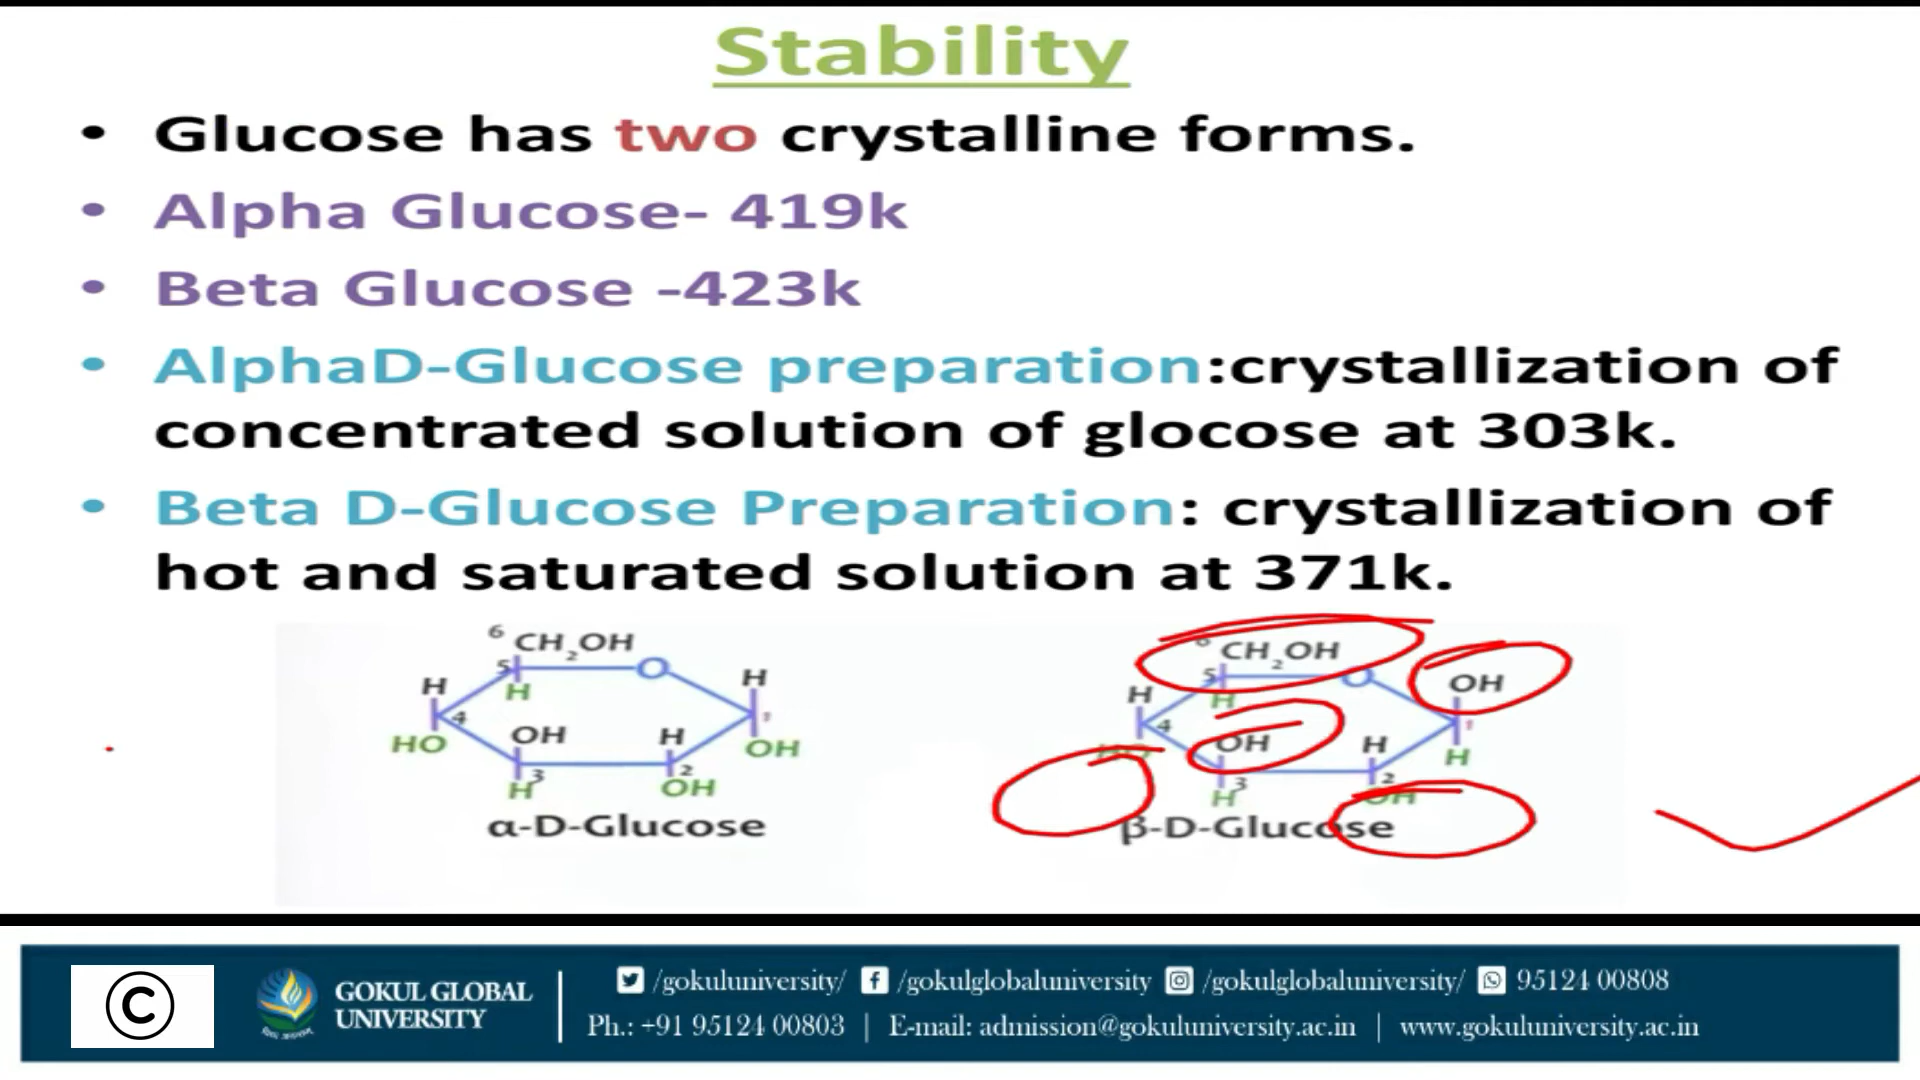 Stability
• Glucose has two crystalline forms.
• Alpha Glucose- 419k
• Beta Glucose -423k
• AlphaD-Glucose preparation:crystallization of
concentrated solution of glocose at 303k.
• Beta D-Glucose Preparation: crystallization of
hot and saturated solution at 371k.
6 CH2OH
5 O
H H H
4 1
HO OH H OH
3 2
H OH
α-D-Glucose
6 CH2OH OH
5 O
H H
4 1
HO OH H H
3 2
H OH
β-D-Glucose
©
GOKUL GLOBAL
UNIVERSITY
/gokuluniversity/ /gokulglobaluniversity /gokulglobaluniversity/ 95124 00808
Ph.: +91 95124 00803 | E-mail: admission@gokuluniversity.ac.in | www.gokuluniversity.ac.in